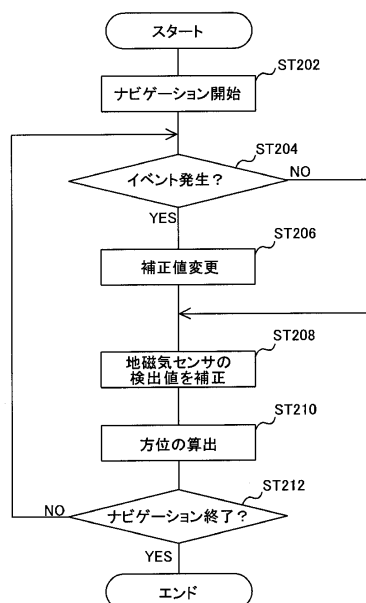 スタート
ST202
ナビゲーション開始
ST204
イベント発生?
NO
YES
ST206
補正値変更
ST208
地磁気センサの
検出値を補正
ST210
方位の算出
ST212
NO
ナビゲーション終了?
YES
エンド